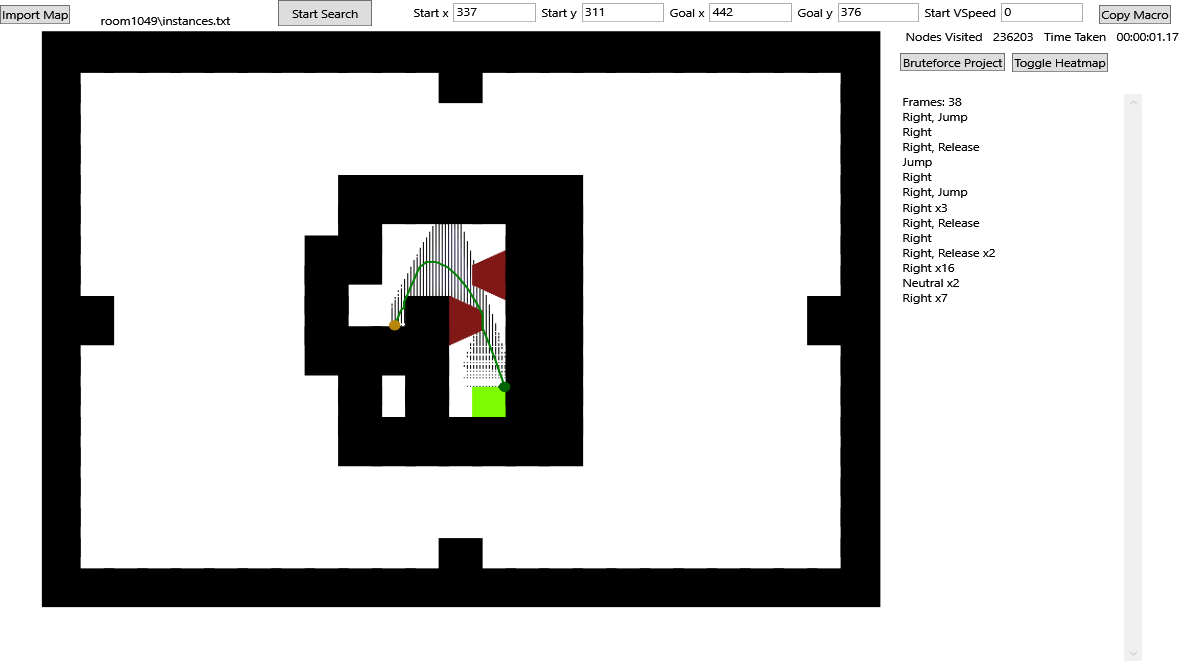 Import Map room1049\instances.txt Start Search Start x 337 Start y 311 Goal x 442 Goal y 376 Start VSpeed 0 Copy Macro
Nodes Visited 236203 Time Taken 00:00:01.17
Bruteforce Project Toggle Heatmap
Frames: 38
Right, Jump
Right
Right, Release
Jump
Right
Right, Jump
Right x3
Right, Release
Right
Right, Release x2
Right x16
Neutral x2
Right x7